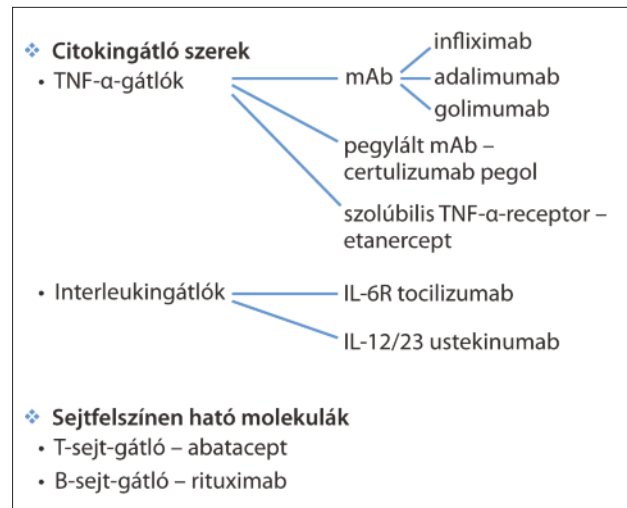 ❖ Citokingátló szerek
• TNF-α-gátlók
mAb
infliximab
adalimumab
golimumab
pegylált mAb –
certulizumab pegol
szolúbilis TNF-α-receptor –
etanercept
• Interleukingátlók
IL-6R tocilizumab
IL-12/23 ustekinumab
❖ Sejtfelszínen ható molekulák
• T-sejt-gátló – abatacept
• B-sejt-gátló – rituximab